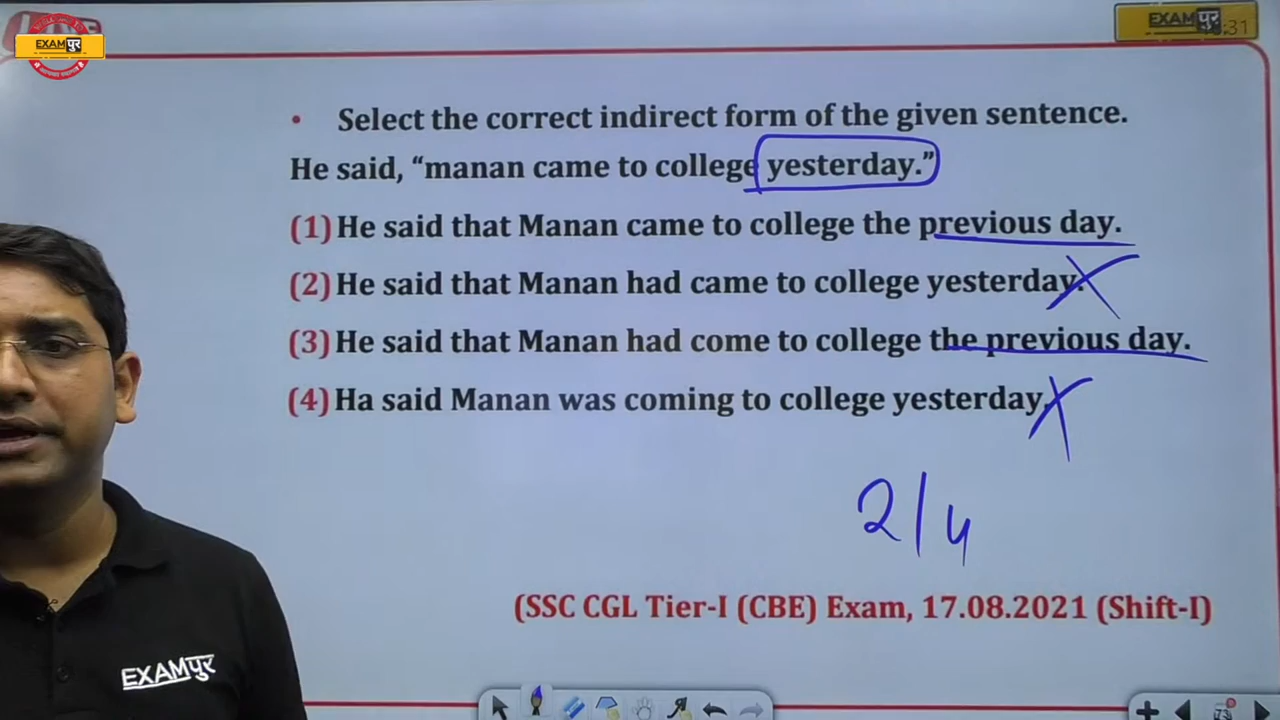 EXAMपुर
EXAMपुर
:31
• Select the correct indirect form of the given sentence.
He said, “manan came to college yesterday.”
(1) He said that Manan came to college the previous day.
(2) He said that Manan had came to college yesterday.
(3) He said that Manan had come to college the previous day.
(4) Ha said Manan was coming to college yesterday.
2/4
(SSC CGL Tier-I (CBE) Exam, 17.08.2021 (Shift-I)
EXAMपुर
73